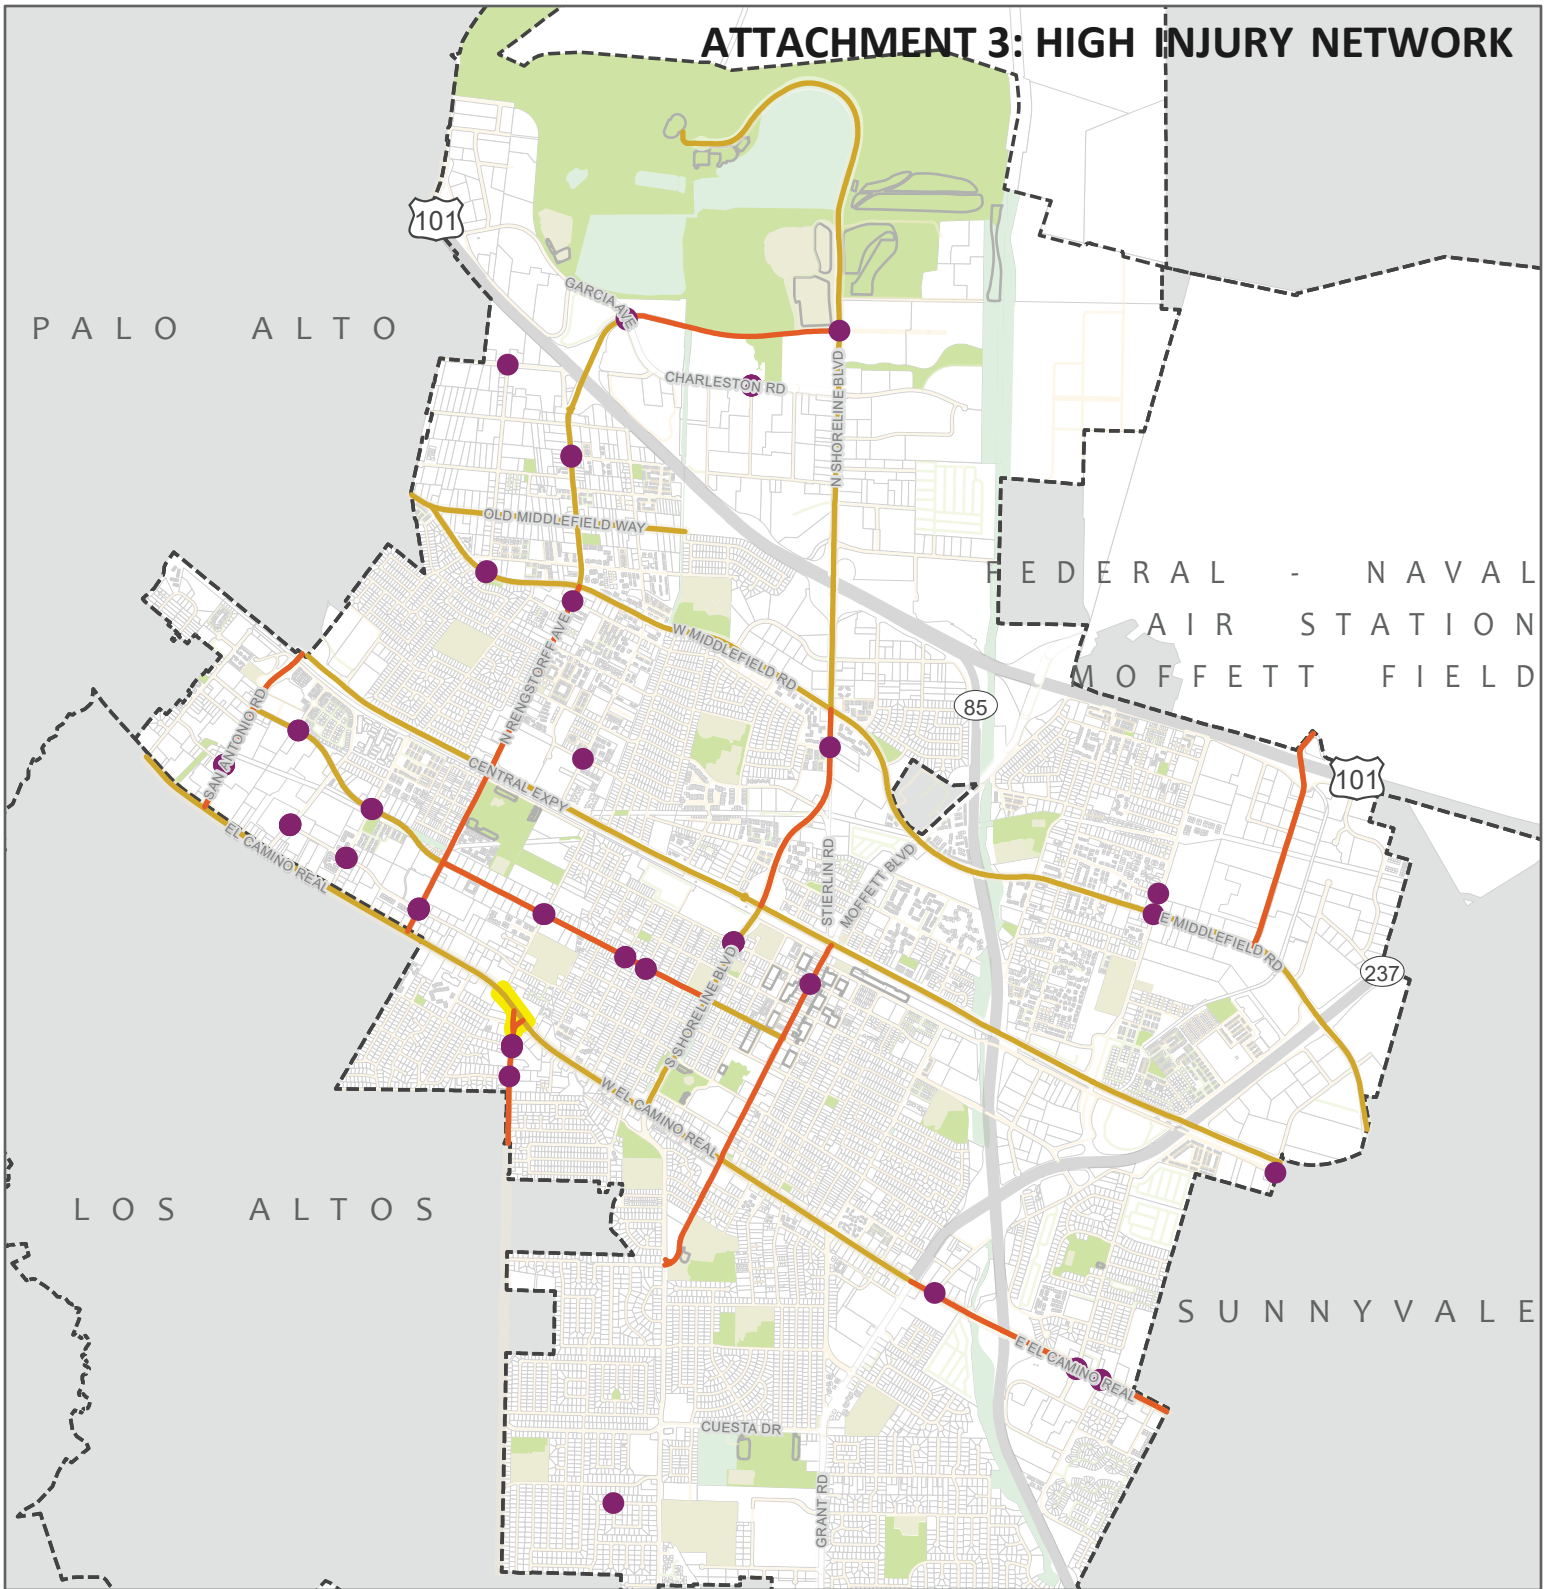 ATTACHMENT 3: HIGH INJURY NETWORK
101
GARCIA AVE
PALO ALTO
CHARLESTON RD
N SHORELINE BLVD
OLD MIDDLEFIELD WAY
FEDERAL - NAVAL
AIR STATION
MOFFETT FIELD
N RENGSTORFF AVE
W MIDDLEFIELD RD
SAN ANTONIO RD
85
CENTRAL EXPY
101
EL CAMINO REAL
STIERLIN RD
MOFFETT BLVD
E MIDDLEFIELD RD
237
S SHORELINE BLVD
W EL CAMINO REAL
LOS ALTOS
SUNNYVALE
E EL CAMINO REAL
CUESTA DR
GRANT RD